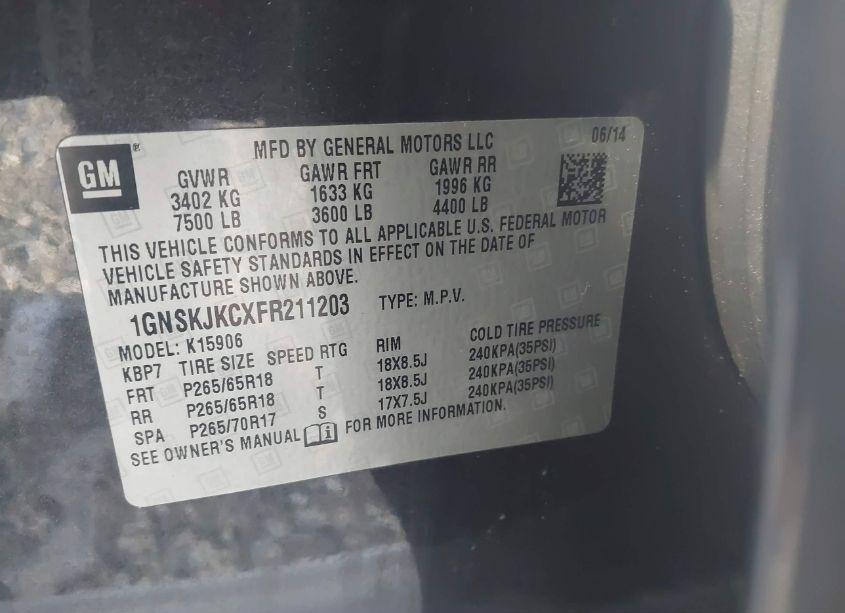 GM
MFD BY GENERAL MOTORS LLC 06/14
GVWR GAWR FRT GAWR RR
3402 KG 1633 KG 1996 KG
7500 LB 3600 LB 4400 LB
THIS VEHICLE CONFORMS TO ALL APPLICABLE U.S. FEDERAL MOTOR
VEHICLE SAFETY STANDARDS IN EFFECT ON THE DATE OF
MANUFACTURE SHOWN ABOVE.
1GNSKJKCXFR211203 TYPE: M.P.V.
MODEL: K15906
KBP7 TIRE SIZE SPEED RTG RIM COLD TIRE PRESSURE
FRT P265/65R18 T 18X8.5J 240KPA(35PSI)
RR P265/65R18 T 18X8.5J 240KPA(35PSI)
SPA P265/70R17 S 17X7.5J 240KPA(35PSI)
SEE OWNER'S MANUAL FOR MORE INFORMATION.